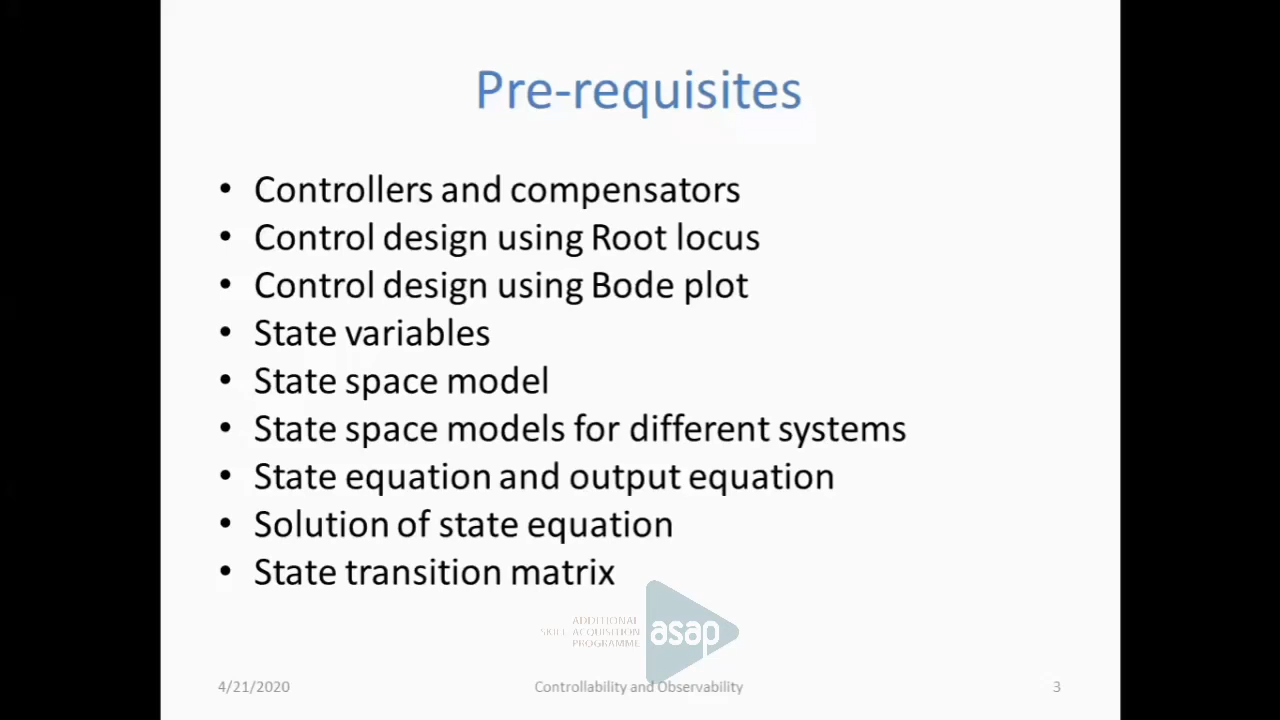 Pre-requisites
• Controllers and compensators
• Control design using Root locus
• Control design using Bode plot
• State variables
• State space model
• State space models for different systems
• State equation and output equation
• Solution of state equation
• State transition matrix
ADDITIONAL
SKILL ACQUISITION
PROGRAMME
asap
4/21/2020
Controllability and Observability
3